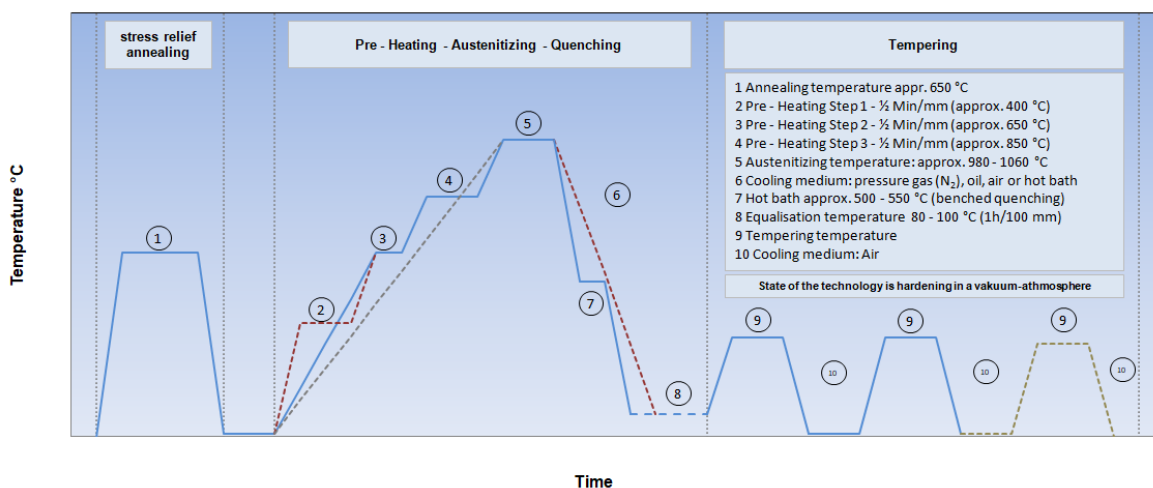 stress relief
annealing
Pre - Heating - Austenitizing - Quenching
Tempering
1 Annealing temperature appr. 650 °C
2 Pre - Heating Step 1 - ½ Min/mm (approx. 400 °C)
3 Pre - Heating Step 2 - ½ Min/mm (approx. 650 °C)
4 Pre - Heating Step 3 - ½ Min/mm (approx. 850 °C)
5 Austenitizing temperature: approx. 980 - 1060 °C
6 Cooling medium: pressure gas (N₂), oil, air or hot bath
7 Hot bath approx. 500 - 550 °C (benched quenching)
8 Equalisation temperature 80 - 100 °C (1h/100 mm)
9 Tempering temperature
10 Cooling medium: Air
State of the technology is hardening in a vakuum-athmosphere
1
2
3
4
5
6
7
8
9
10
9
10
9
10
Temperature °C
Time